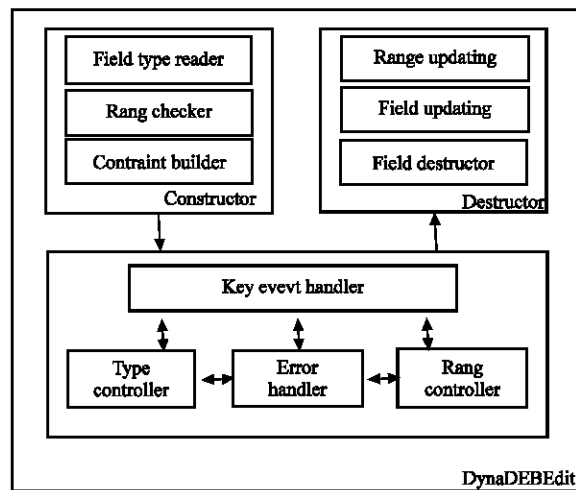 Field type reader
Rang checker
Contraint builder
Constructor
Range updating
Field updating
Field destructor
Destructor
Key evevt handler
Type
controller
Error
handler
Rang
controller
DynaDEBEdit